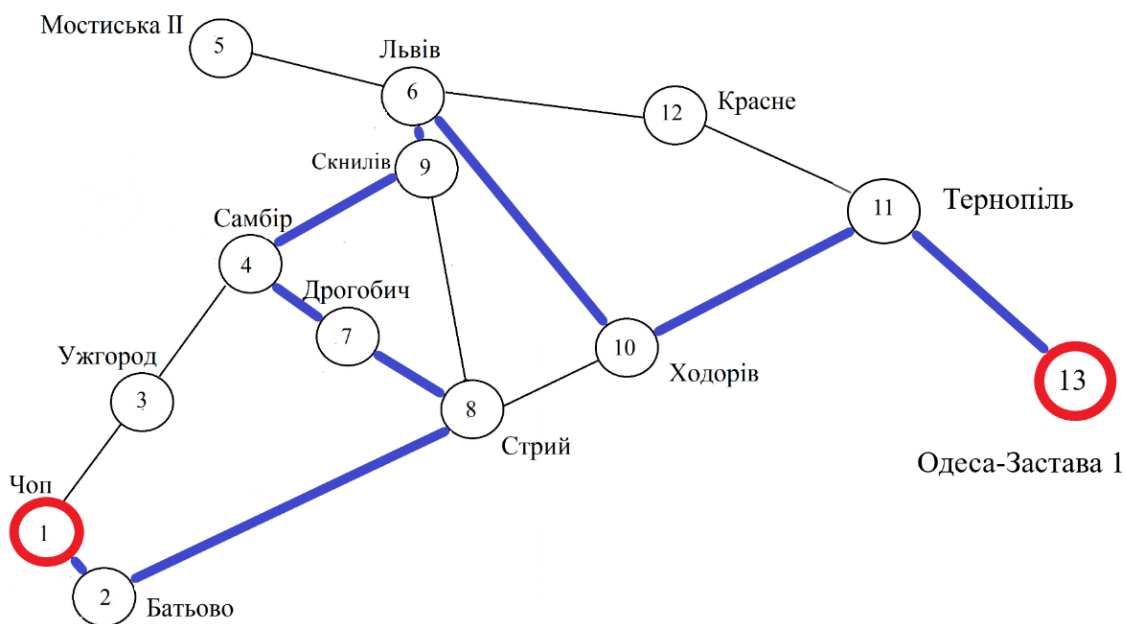 Мостиська ІІ
5
Львів
6
12
Красне
Скнилів
9
11
Тернопіль
Самбір
4
Дрогобич
7
Ужгород
3
10
Ходорів
13
8
Стрий
Одеса-Застава 1
Чоп
1
2
Батьово